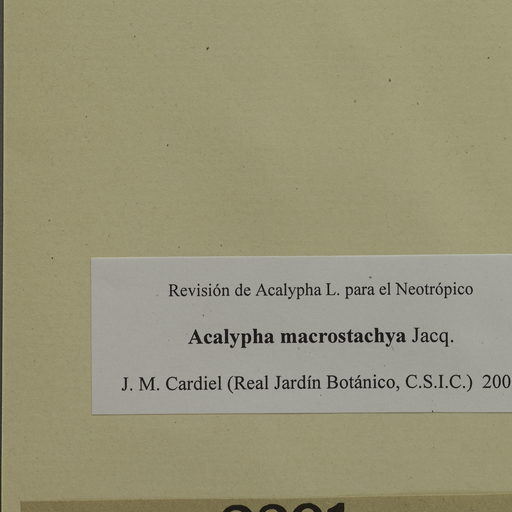 Revisión de Acalypha L. para el Neotrópico
Acalypha macrostachya Jacq.
J. M. Cardiel (Real Jardín Botánico, C.S.I.C.) 200